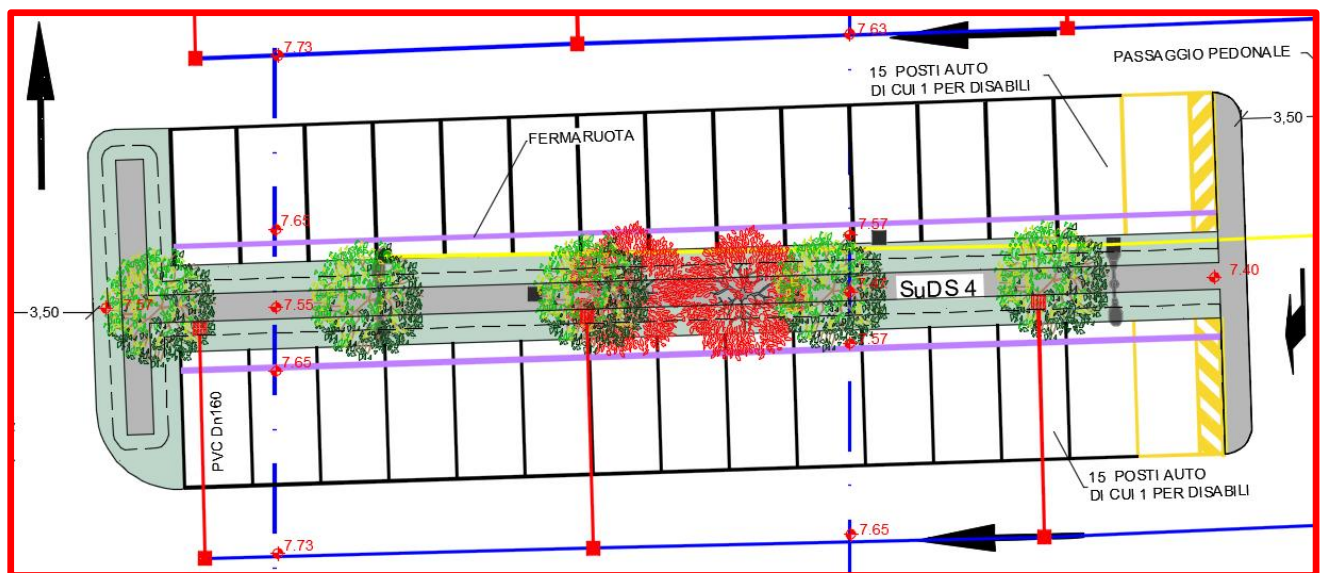 7.73
7.63
PASSAGGIO PEDONALE
15 POSTI AUTO
DI CUI 1 PER DISABILI
3,50
FERMARUOTA
7.65
7.57
7.57
7.55
SuDS 4
7.40
3,50
7.65
7.57
PVC Dn160
15 POSTI AUTO
DI CUI 1 PER DISABILI
7.73
7.65